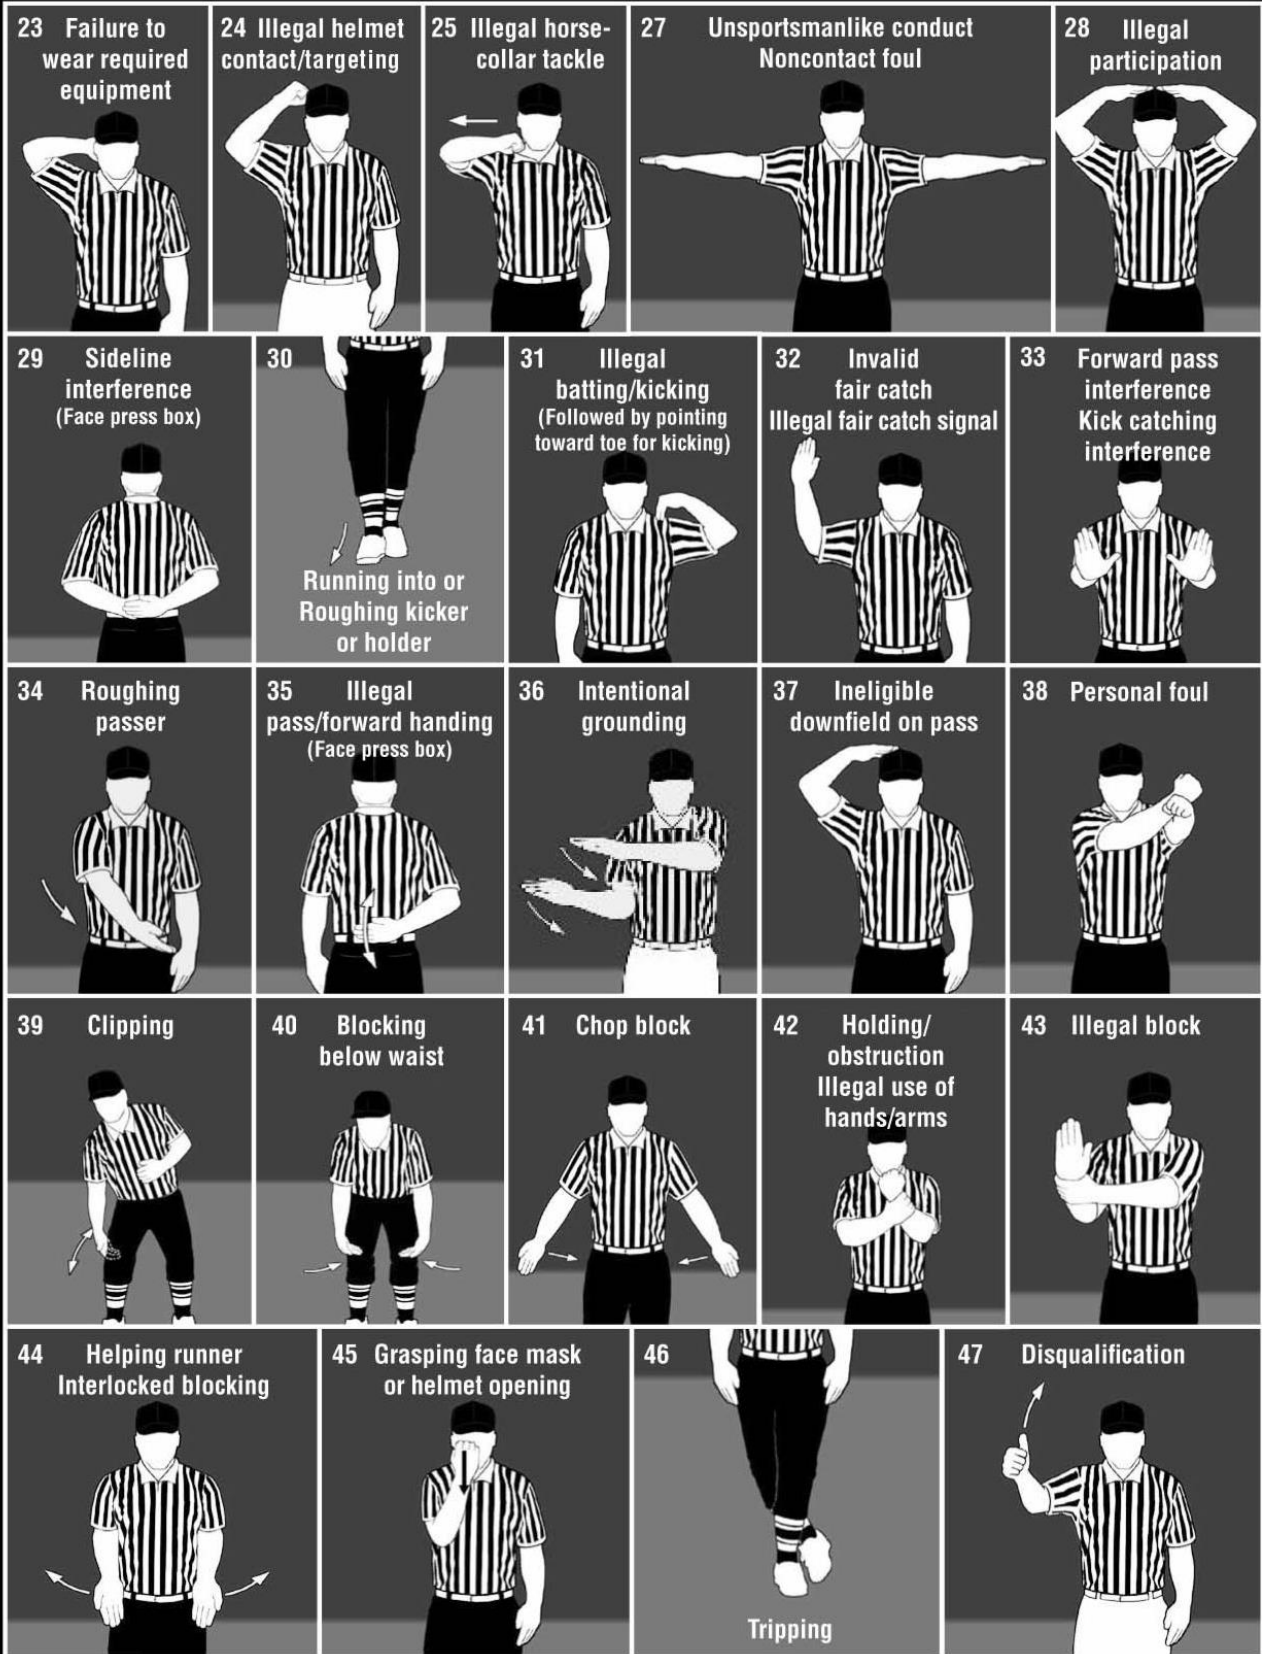 23 Failure to
wear required
equipment
24 Illegal helmet
contact/targeting
25 Illegal horse-
collar tackle
27 Unsportsmanlike conduct
Noncontact foul
28 Illegal
participation
29 Sideline
interference
(Face press box)
30
Running into or
Roughing kicker
or holder
31 Illegal
batting/kicking
(Followed by pointing
toward toe for kicking)
32 Invalid
fair catch
Illegal fair catch signal
33 Forward pass
interference
Kick catching
interference
34 Roughing
passer
35 Illegal
pass/forward handing
(Face press box)
36 Intentional
grounding
37 Ineligible
downfield on pass
38 Personal foul
39 Clipping
40 Blocking
below waist
41 Chop block
42 Holding/
obstruction
Illegal use of
hands/arms
43 Illegal block
44 Helping runner
Interlocked blocking
45 Grasping face mask
or helmet opening
46
Tripping
47 Disqualification